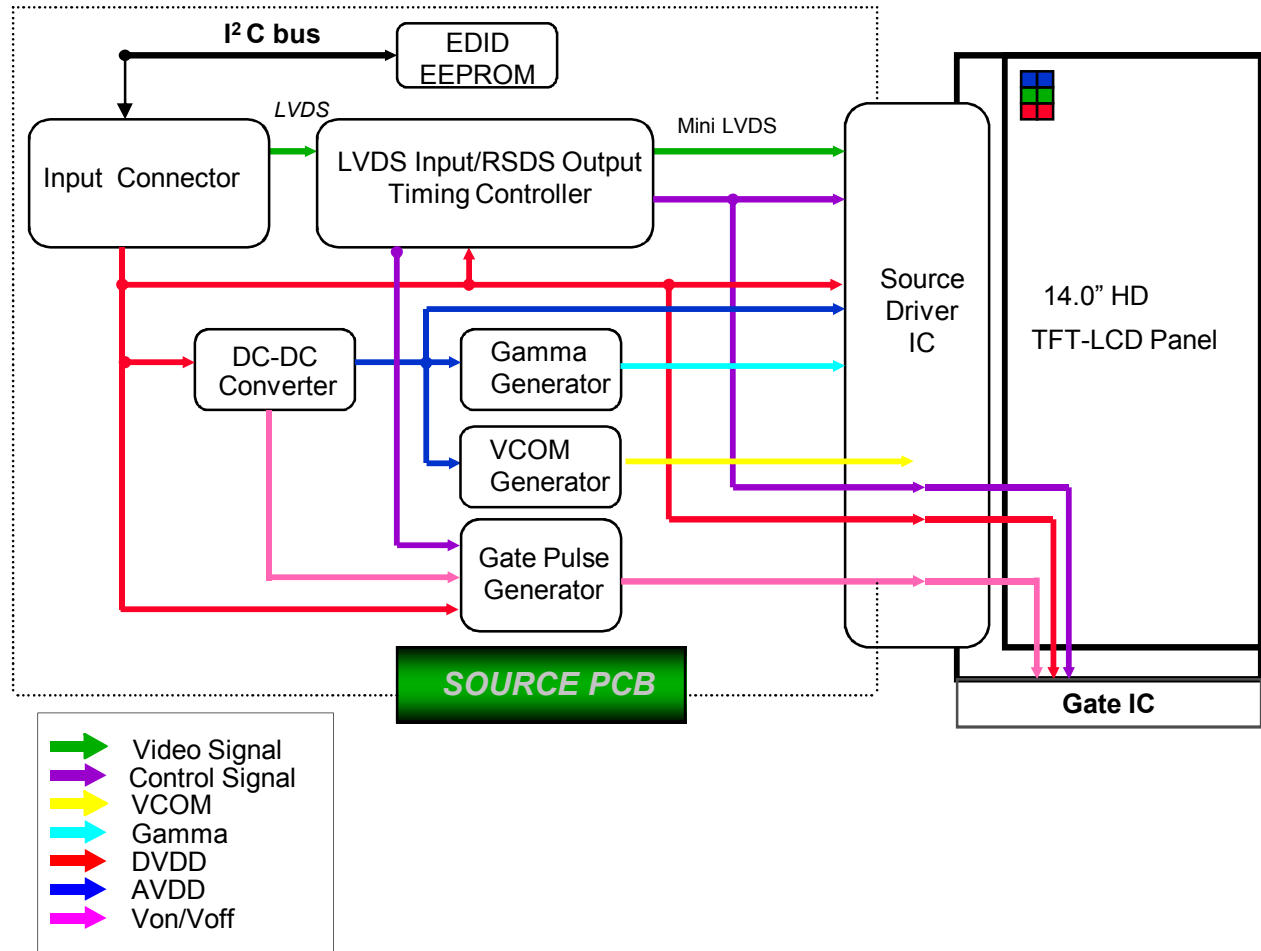 I² C bus
EDID
EEPROM
LVDS
Mini LVDS
Input Connector
LVDS Input/RSDS Output
Timing Controller
Source
Driver
IC
14.0” HD
TFT-LCD Panel
DC-DC
Converter
Gamma
Generator
VCOM
Generator
Gate Pulse
Generator
SOURCE PCB
Gate IC
Video Signal
Control Signal
VCOM
Gamma
DVDD
AVDD
Von/Voff